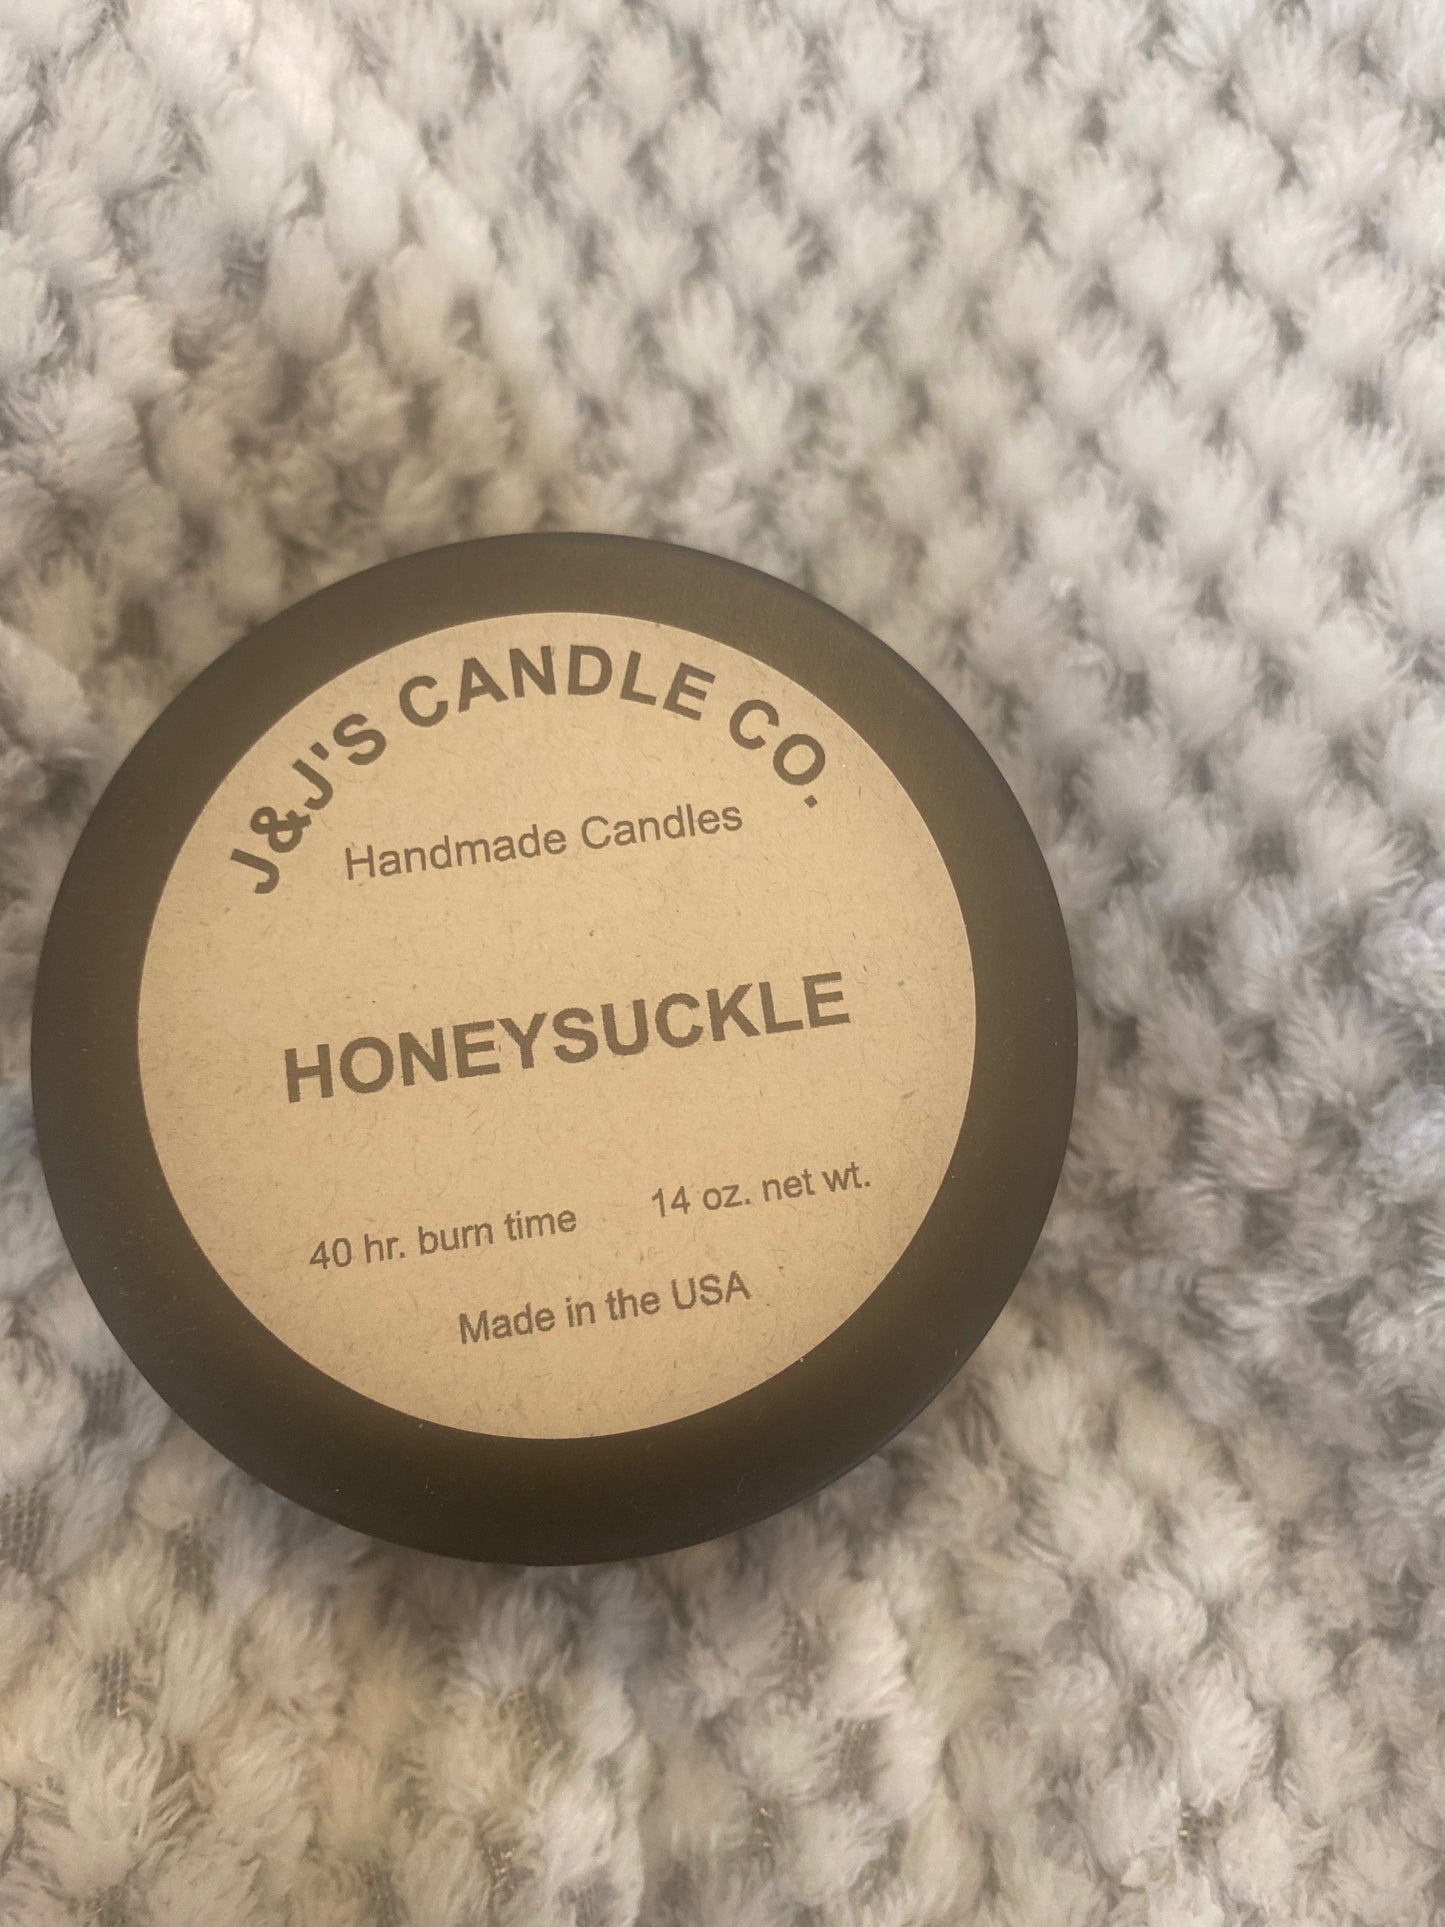 J&J'S CANDLE CO.
Handmade Candles
HONEYSUCKLE
40 hr. burn time 14 oz. net wt.
Made in the USA